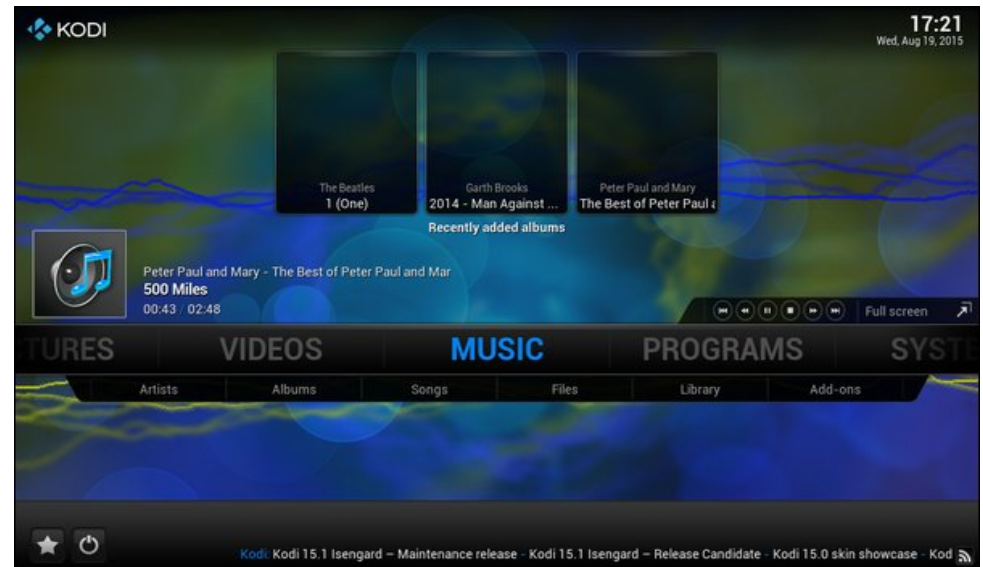 KODI
17:21
Wed, Aug 19, 2015
The Beatles
1 (One)
Garth Brooks
2014 - Man Against ...
Peter Paul and Mary
The Best of Peter Paul a
Recently added albums
Peter Paul and Mary - The Best of Peter Paul and Mar
500 Miles
00:43 / 02:48
Full screen
TURES
VIDEOS
MUSIC
PROGRAMS
SYSTE
Artists
Albums
Songs
Files
Library
Add-ons
Kodi: Kodi 15.1 Isengard – Maintenance release - Kodi 15.1 Isengard – Release Candidate - Kodi 15.0 skin showcase - Kod